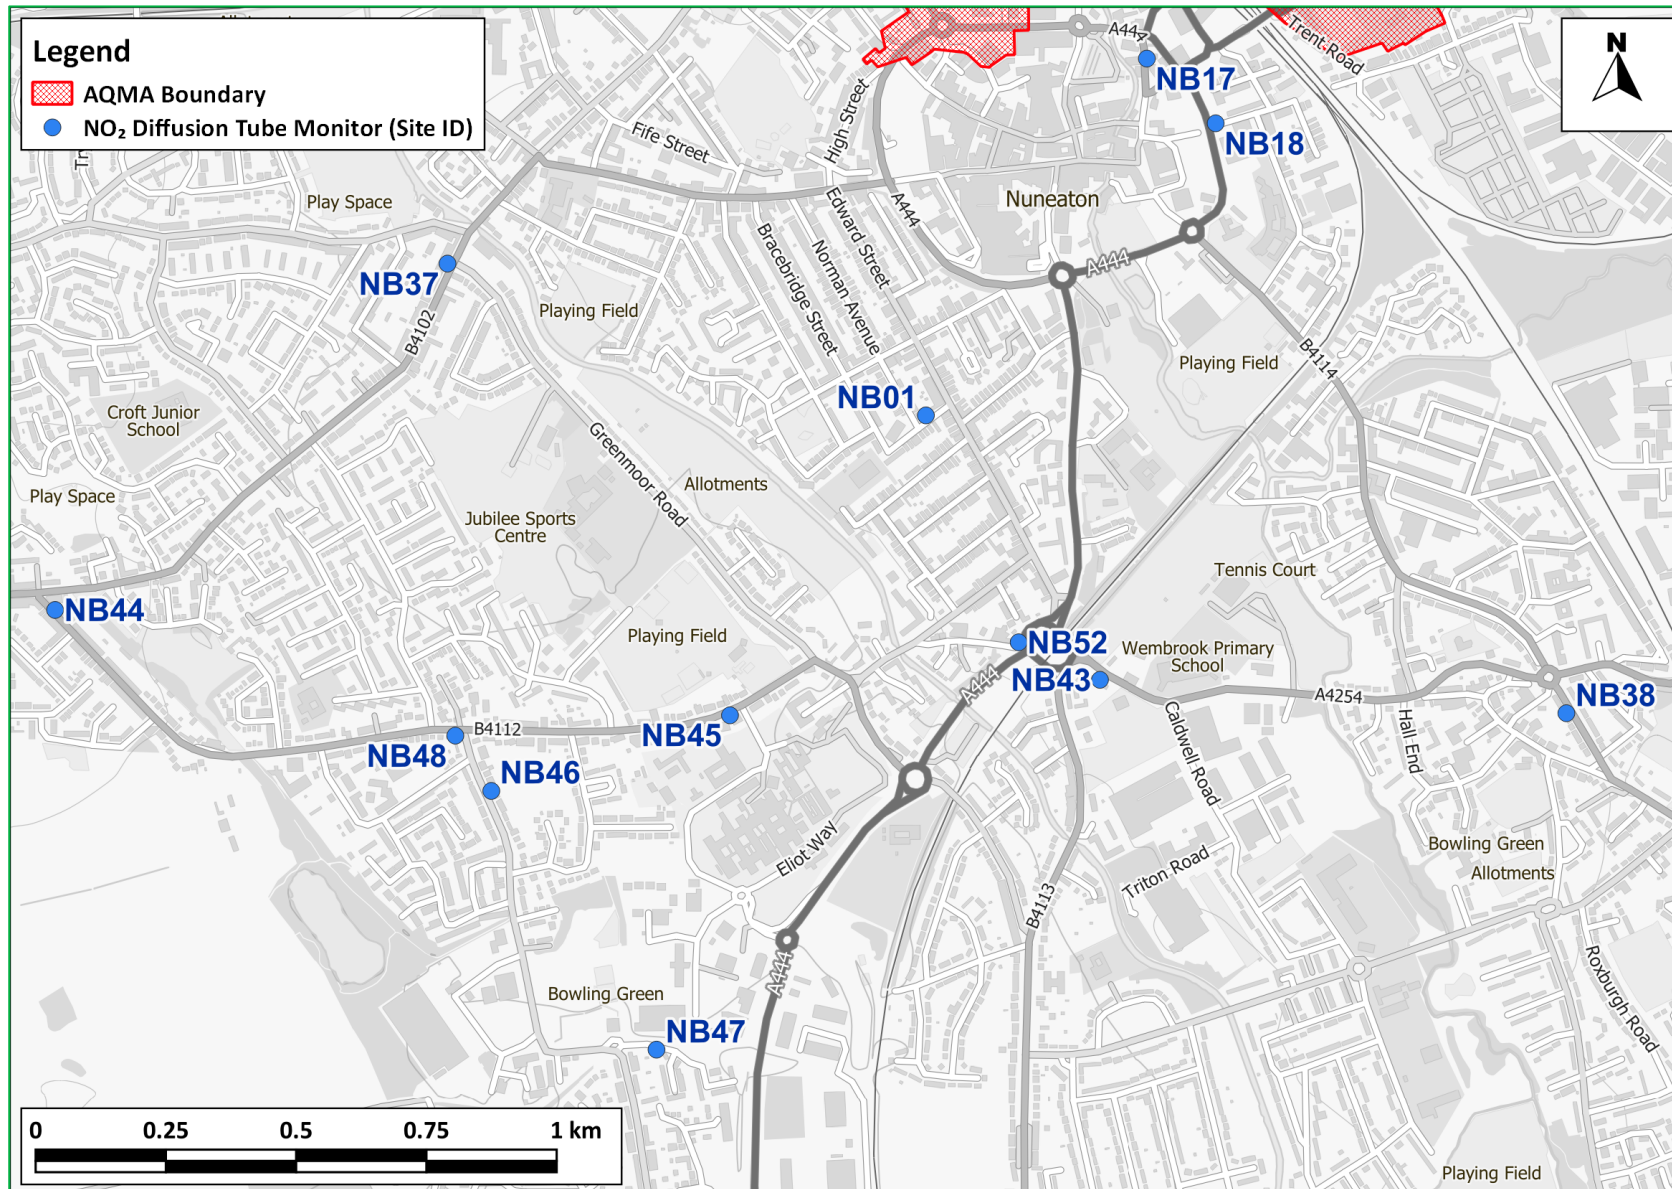 Legend
AQMA Boundary
NO₂ Diffusion Tube Monitor (Site ID)
N
A444
Trent Road
NB17
NB18
High Street
Fife Street
Play Space
Nuneaton
A444
Edward Street
Norman Avenue
Bracebridge Street
A444
NB37
B4102
Playing Field
Playing Field
B4114
NB01
Croft Junior
School
Greenmoor Road
Allotments
Play Space
Jubilee Sports
Centre
Tennis Court
NB44
Playing Field
NB52
Wembrook Primary
School
NB43
A444
A4254
Hall End
NB38
Caldwell Road
B4112
NB45
NB48
NB46
Eliot Way
Triton Road
Bowling Green
Allotments
B4113
Roxburgh Road
A444
Bowling Green
NB47
0 0.25 0.5 0.75 1 km
Playing Field